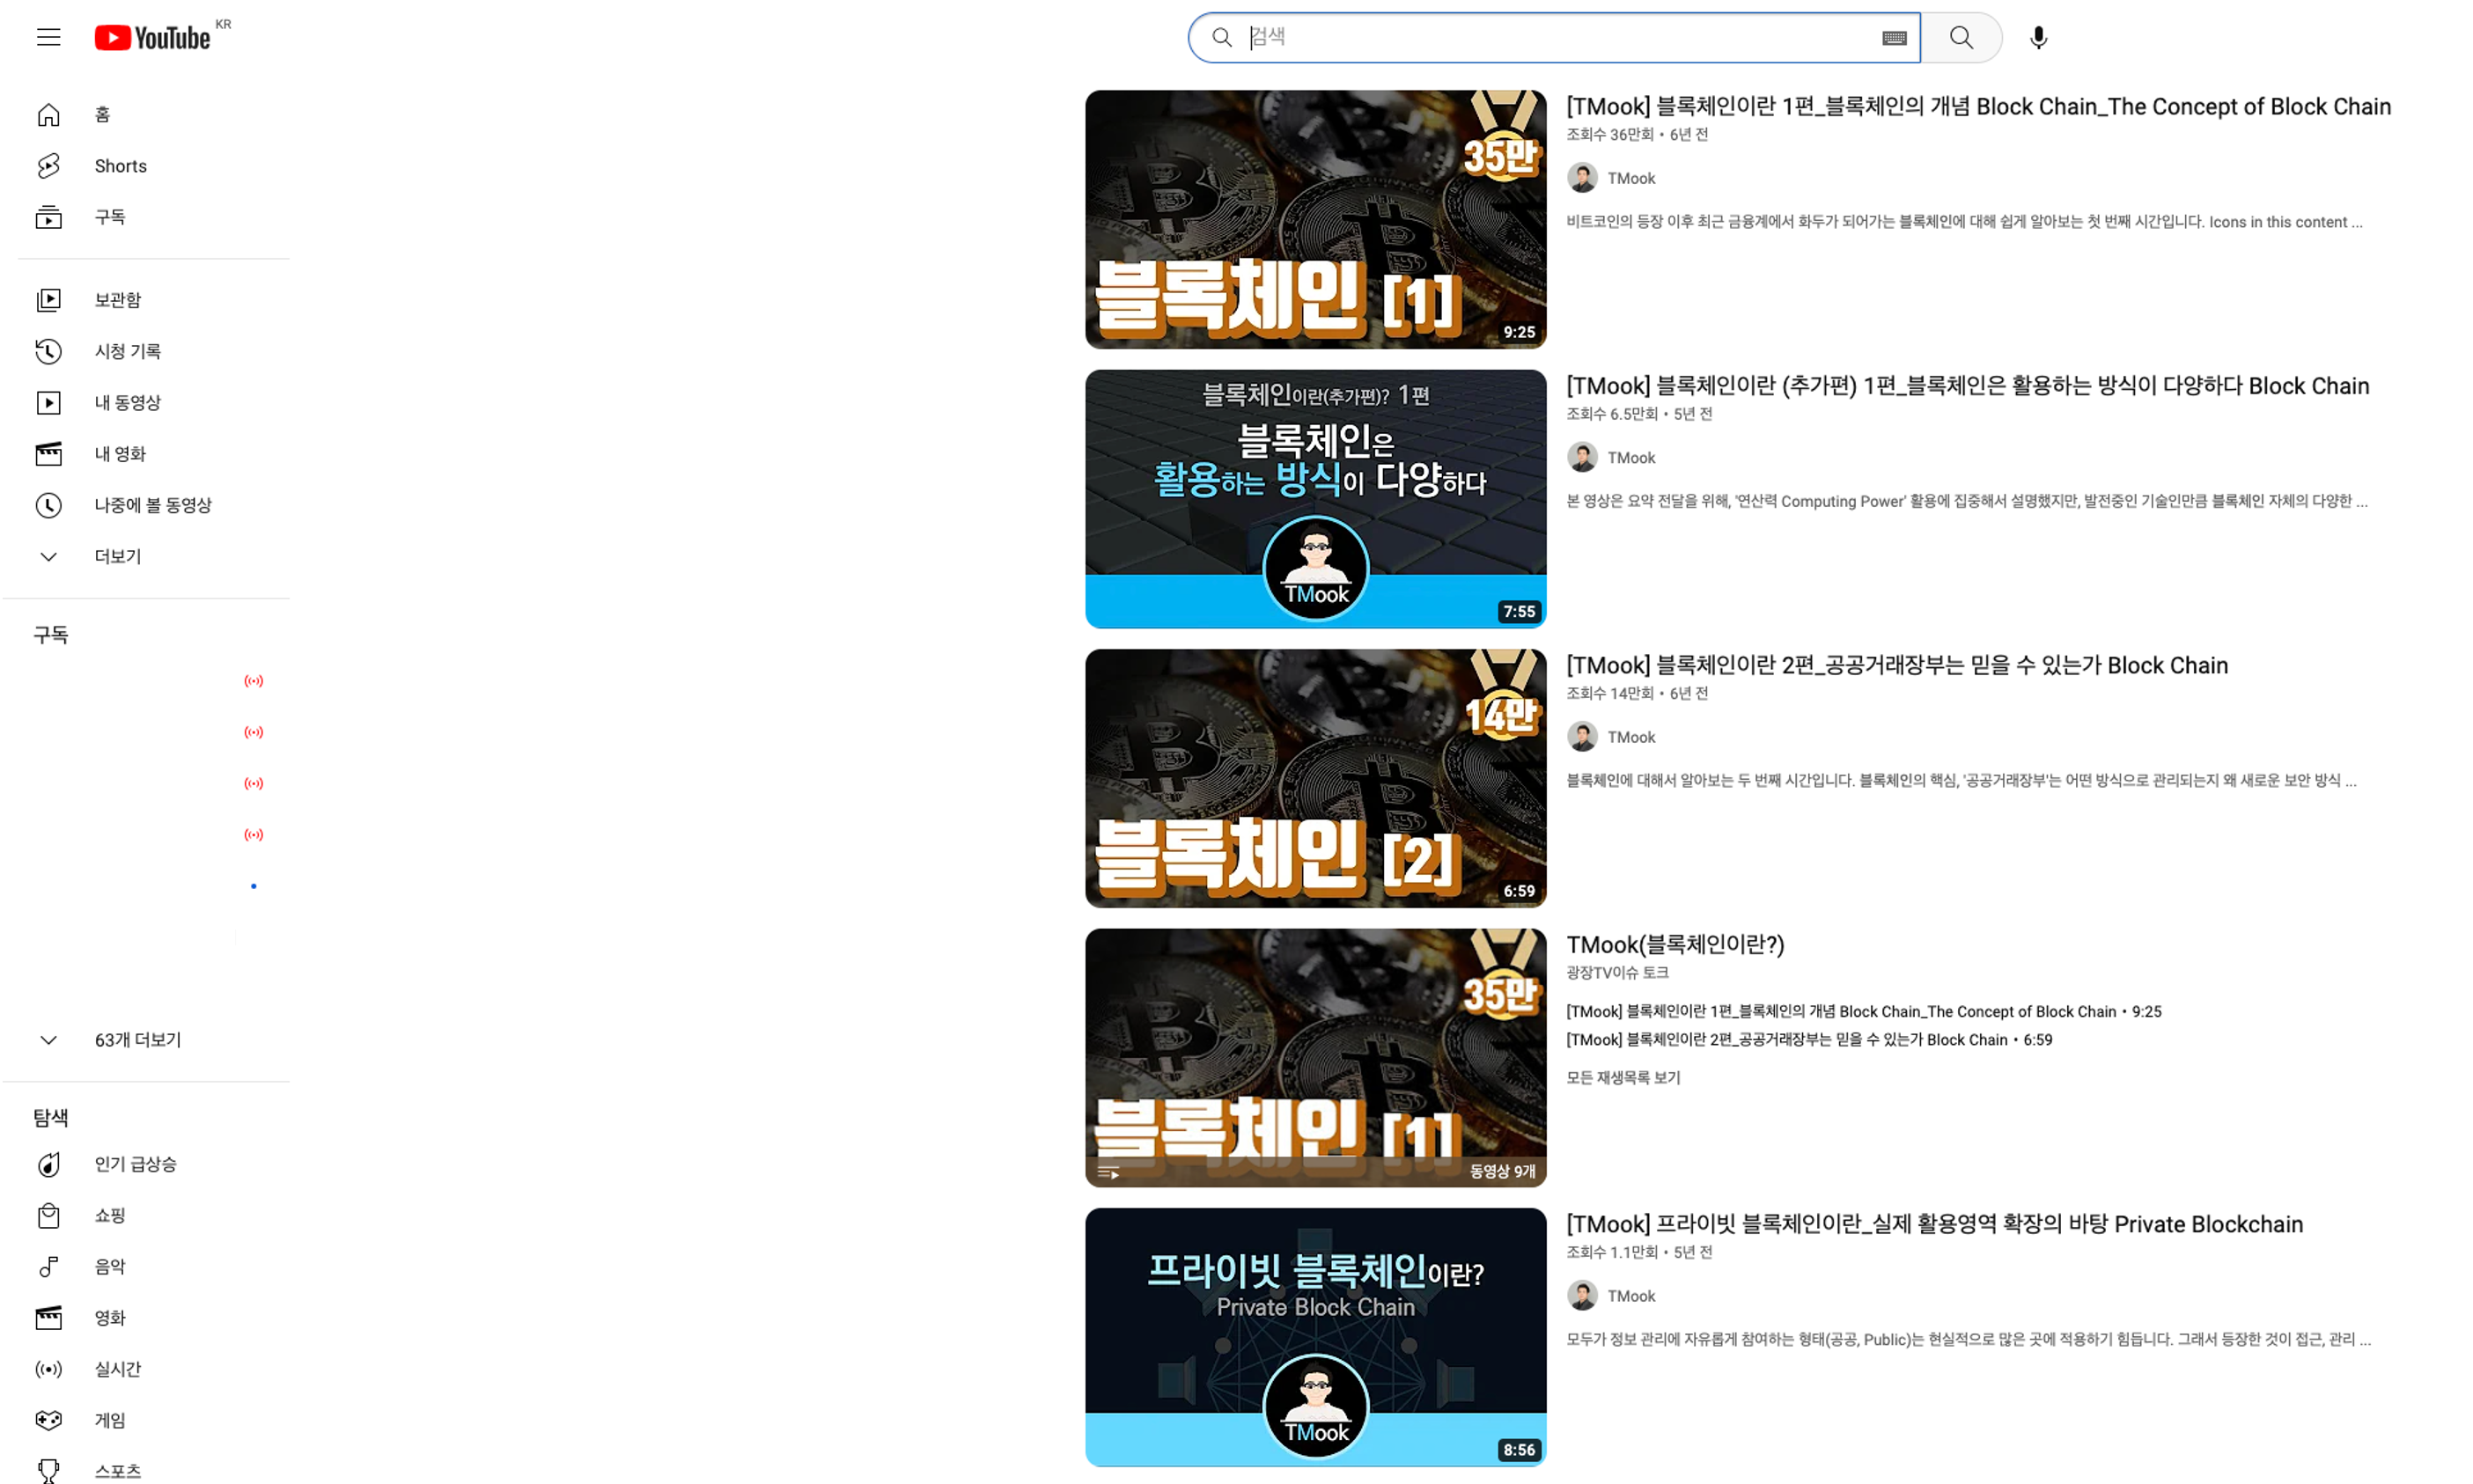 YouTube KR
검색
홈
Shorts
구독
보관함
시청 기록
내 동영상
내 영화
나중에 볼 동영상
더보기
구독
63개 더보기
탐색
인기 급상승
쇼핑
음악
영화
실시간
게임
스포츠
35만
블록체인 [1]
9:25
[TMook] 블록체인이란 1편_블록체인의 개념 Block Chain_The Concept of Block Chain
조회수 36만회 • 6년 전
TMook
비트코인의 등장 이후 최근 금융계에서 화두가 되어가는 블록체인에 대해 쉽게 알아보는 첫 번째 시간입니다. Icons in this content ...
블록체인이란(추가편)? 1편
블록체인은
활용하는 방식이 다양하다
TMook
7:55
[TMook] 블록체인이란 (추가편) 1편_블록체인은 활용하는 방식이 다양하다 Block Chain
조회수 6.5만회 • 5년 전
TMook
본 영상은 요약 전달을 위해, '연산력 Computing Power' 활용에 집중해서 설명했지만, 발전중인 기술인만큼 블록체인 자체의 다양한 ...
14만
블록체인 [2]
6:59
[TMook] 블록체인이란 2편_공공거래장부는 믿을 수 있는가 Block Chain
조회수 14만회 • 6년 전
TMook
블록체인에 대해서 알아보는 두 번째 시간입니다. 블록체인의 핵심, '공공거래장부'는 어떤 방식으로 관리되는지 왜 새로운 보안 방식 ...
35만
블록체인 [1]
동영상 9개
TMook(블록체인이란?)
광장TV이슈 토크
[TMook] 블록체인이란 1편_블록체인의 개념 Block Chain_The Concept of Block Chain • 9:25
[TMook] 블록체인이란 2편_공공거래장부는 믿을 수 있는가 Block Chain • 6:59
모든 재생목록 보기
프라이빗 블록체인이란?
Private Block Chain
TMook
8:56
[TMook] 프라이빗 블록체인이란_실제 활용영역 확장의 바탕 Private Blockchain
조회수 1.1만회 • 5년 전
TMook
모두가 정보 관리에 자유롭게 참여하는 형태(공공, Public)는 현실적으로 많은 곳에 적용하기 힘듭니다. 그래서 등장한 것이 접근, 관리 ...